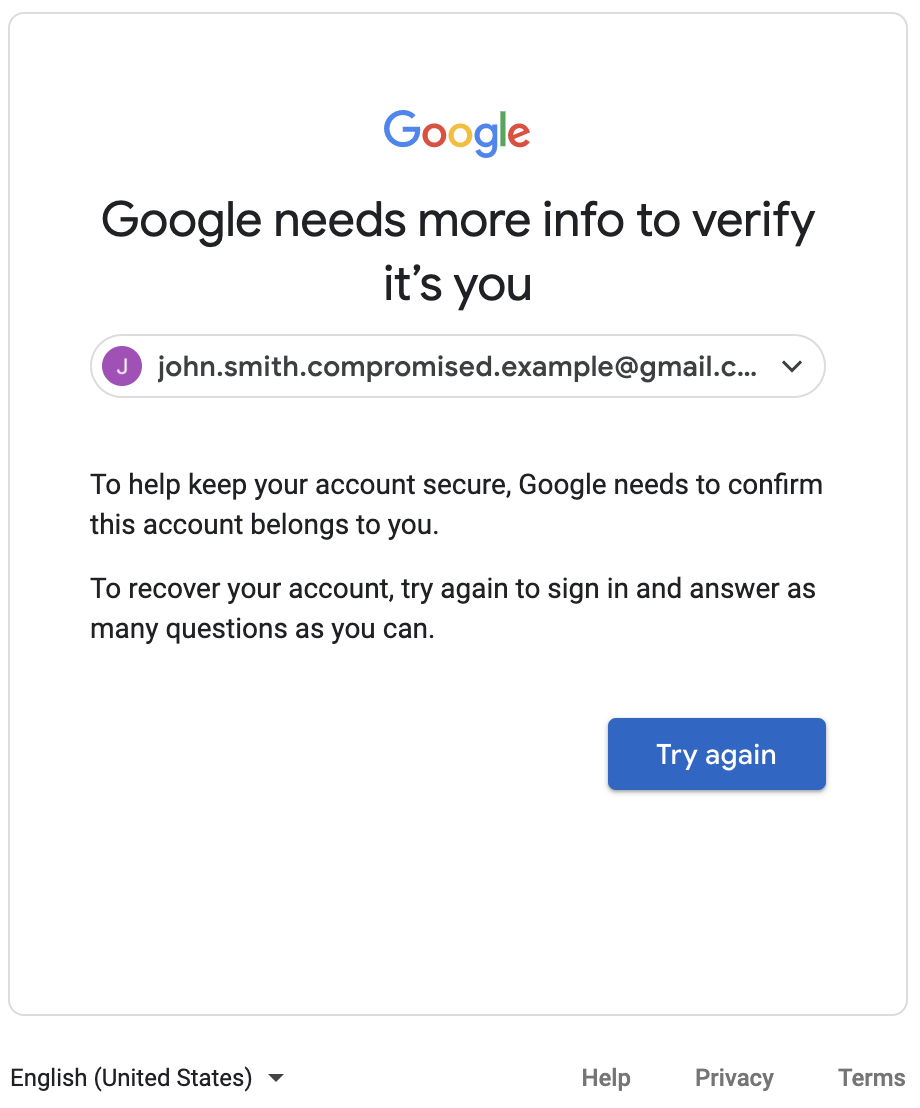 Google
Google needs more info to verify
it’s you
J john.smith.compromised.example@gmail.c...
To help keep your account secure, Google needs to confirm
this account belongs to you.
To recover your account, try again to sign in and answer as
many questions as you can.
Try again
English (United States) Help Privacy Terms